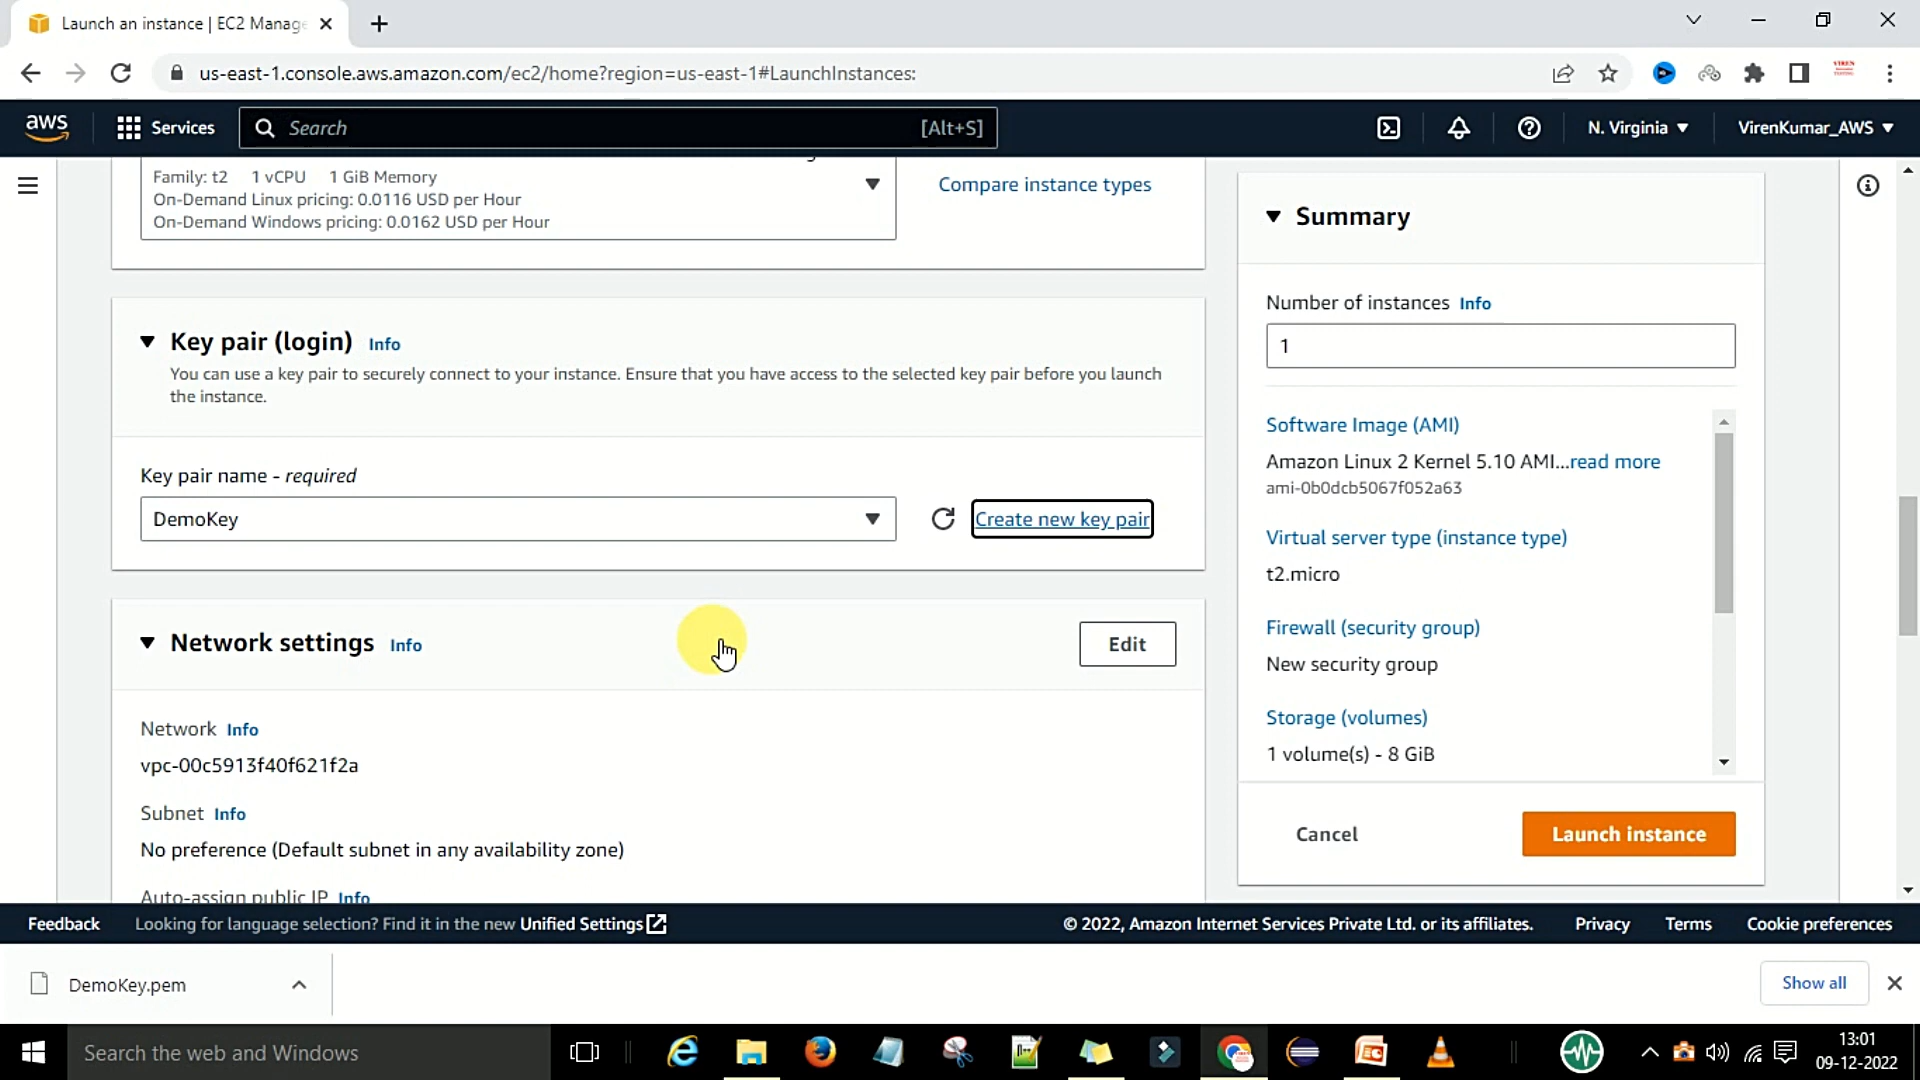 Launch an instance | EC2 Manage
us-east-1.console.aws.amazon.com/ec2/home?region=us-east-1#LaunchInstances:
aws
Services
Search
[Alt+S]
N. Virginia
VirenKumar_AWS
Family: t2 1 vCPU 1 GiB Memory
On-Demand Linux pricing: 0.0116 USD per Hour
On-Demand Windows pricing: 0.0162 USD per Hour
Compare instance types
Key pair (login) Info
You can use a key pair to securely connect to your instance. Ensure that you have access to the selected key pair before you launch
the instance.
Key pair name - required
DemoKey
Create new key pair
Network settings Info
Edit
Network Info
vpc-00c5913f40f621f2a
Subnet Info
No preference (Default subnet in any availability zone)
Auto-assign public IP Info
Summary
Number of instances Info
1
Software Image (AMI)
Amazon Linux 2 Kernel 5.10 AMI...read more
ami-0b0dcb5067f052a63
Virtual server type (instance type)
t2.micro
Firewall (security group)
New security group
Storage (volumes)
1 volume(s) - 8 GiB
Cancel
Launch instance
Feedback
Looking for language selection? Find it in the new Unified Settings
© 2022, Amazon Internet Services Private Ltd. or its affiliates.
Privacy
Terms
Cookie preferences
DemoKey.pem
Show all
Search the web and Windows
13:01
09-12-2022